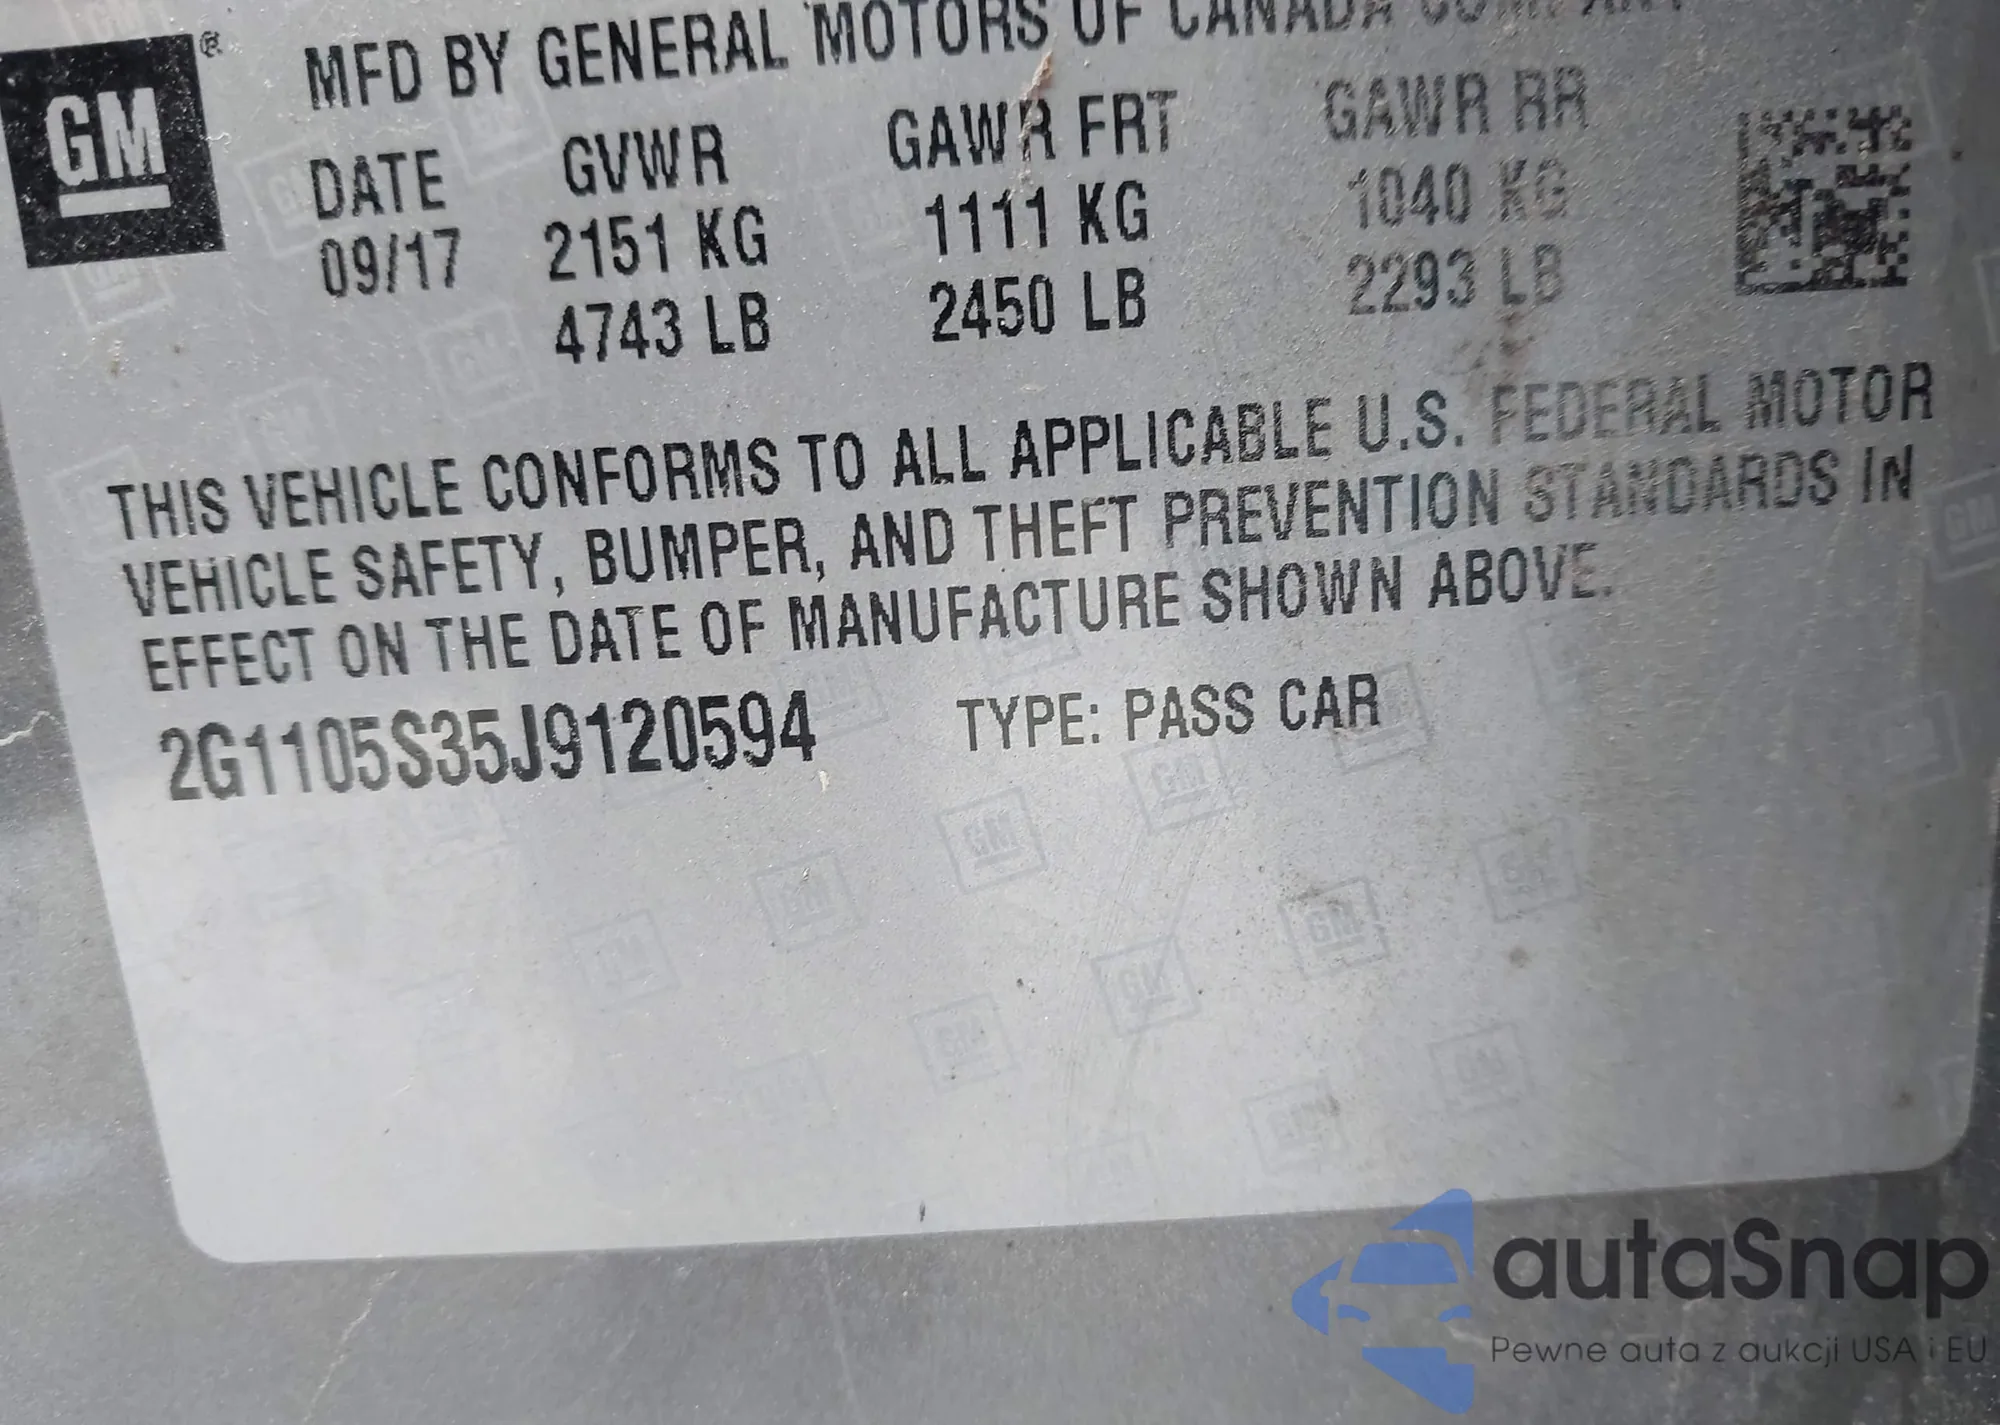 GM ® MFD BY GENERAL MOTORS OF CANADA COMPANY
DATE GVWR GAWR FRT GAWR RR
09/17 2151 KG 1111 KG 1040 KG
4743 LB 2450 LB 2293 LB
THIS VEHICLE CONFORMS TO ALL APPLICABLE U.S. FEDERAL MOTOR
VEHICLE SAFETY, BUMPER, AND THEFT PREVENTION STANDARDS IN
EFFECT ON THE DATE OF MANUFACTURE SHOWN ABOVE.
2G1105S35J9120594 TYPE: PASS CAR
autaSnap
Pewne auta z aukcji USA i EU